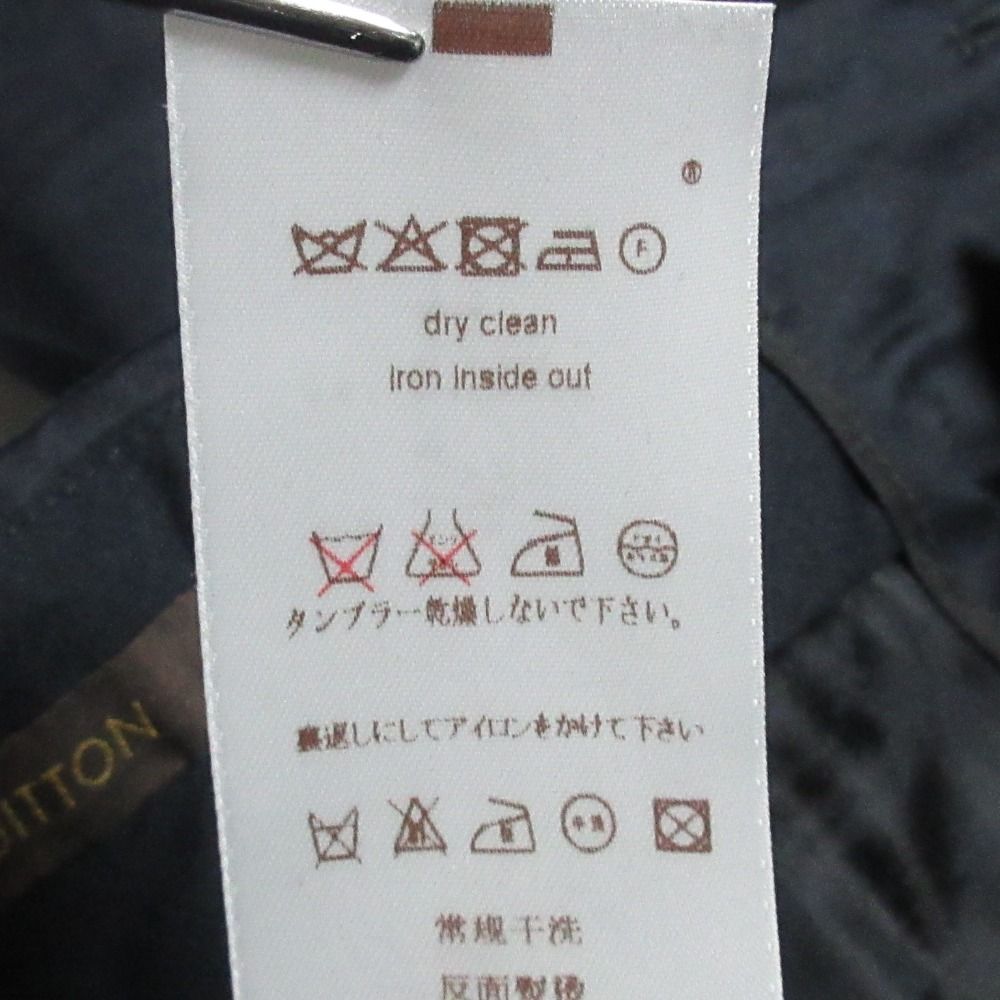 ®
F
dry clean
iron inside out
タンブラー乾燥しないで下さい。
裏返しにしてアイロンをかけて下さい
常规干洗
反面熨烫
UITTON